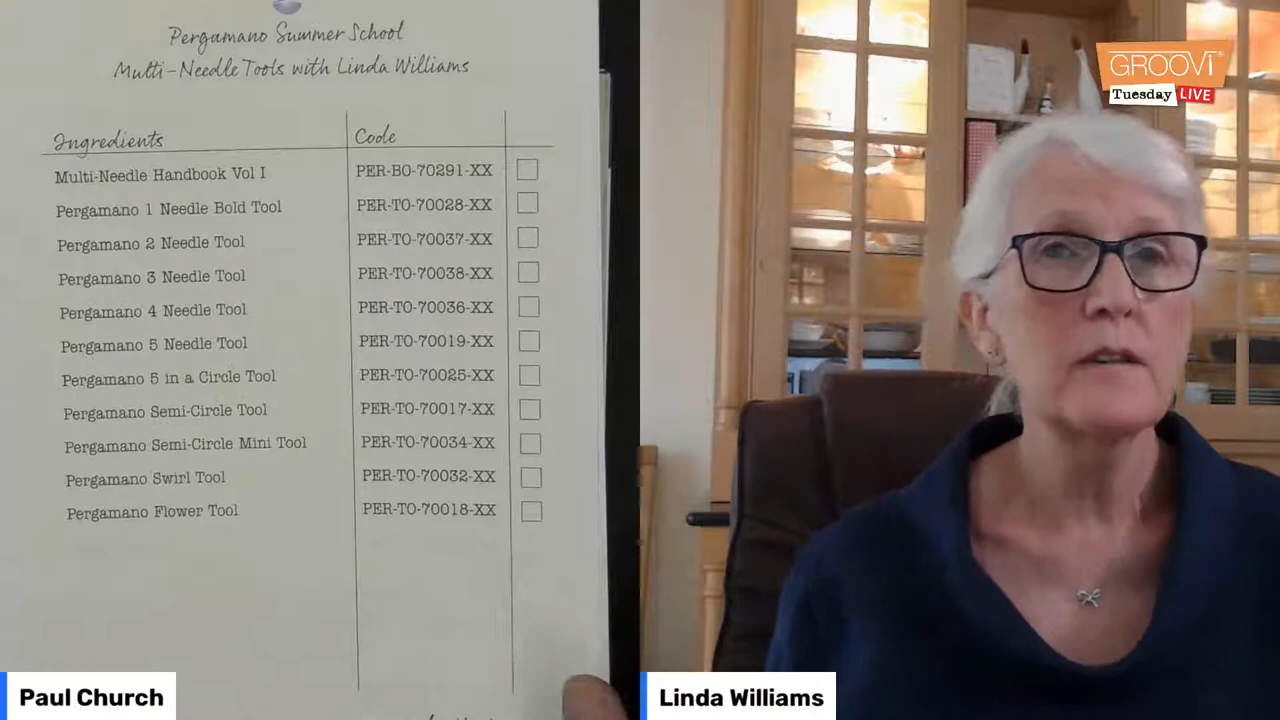 Pergamano Summer School
Multi-Needle Tools with Linda Williams
Ingredients Code
Multi-Needle Handbook Vol I PER-BO-70291-XX
Pergamano 1 Needle Bold Tool PER-TO-70028-XX
Pergamano 2 Needle Tool PER-TO-70037-XX
Pergamano 3 Needle Tool PER-TO-70038-XX
Pergamano 4 Needle Tool PER-TO-70036-XX
Pergamano 5 Needle Tool PER-TO-70019-XX
Pergamano 5 in a Circle Tool PER-TO-70025-XX
Pergamano Semi-Circle Tool PER-TO-70017-XX
Pergamano Semi-Circle Mini Tool PER-TO-70034-XX
Pergamano Swirl Tool PER-TO-70032-XX
Pergamano Flower Tool PER-TO-70018-XX
Paul Church
GROOVI®
Tuesday LIVE
Linda Williams